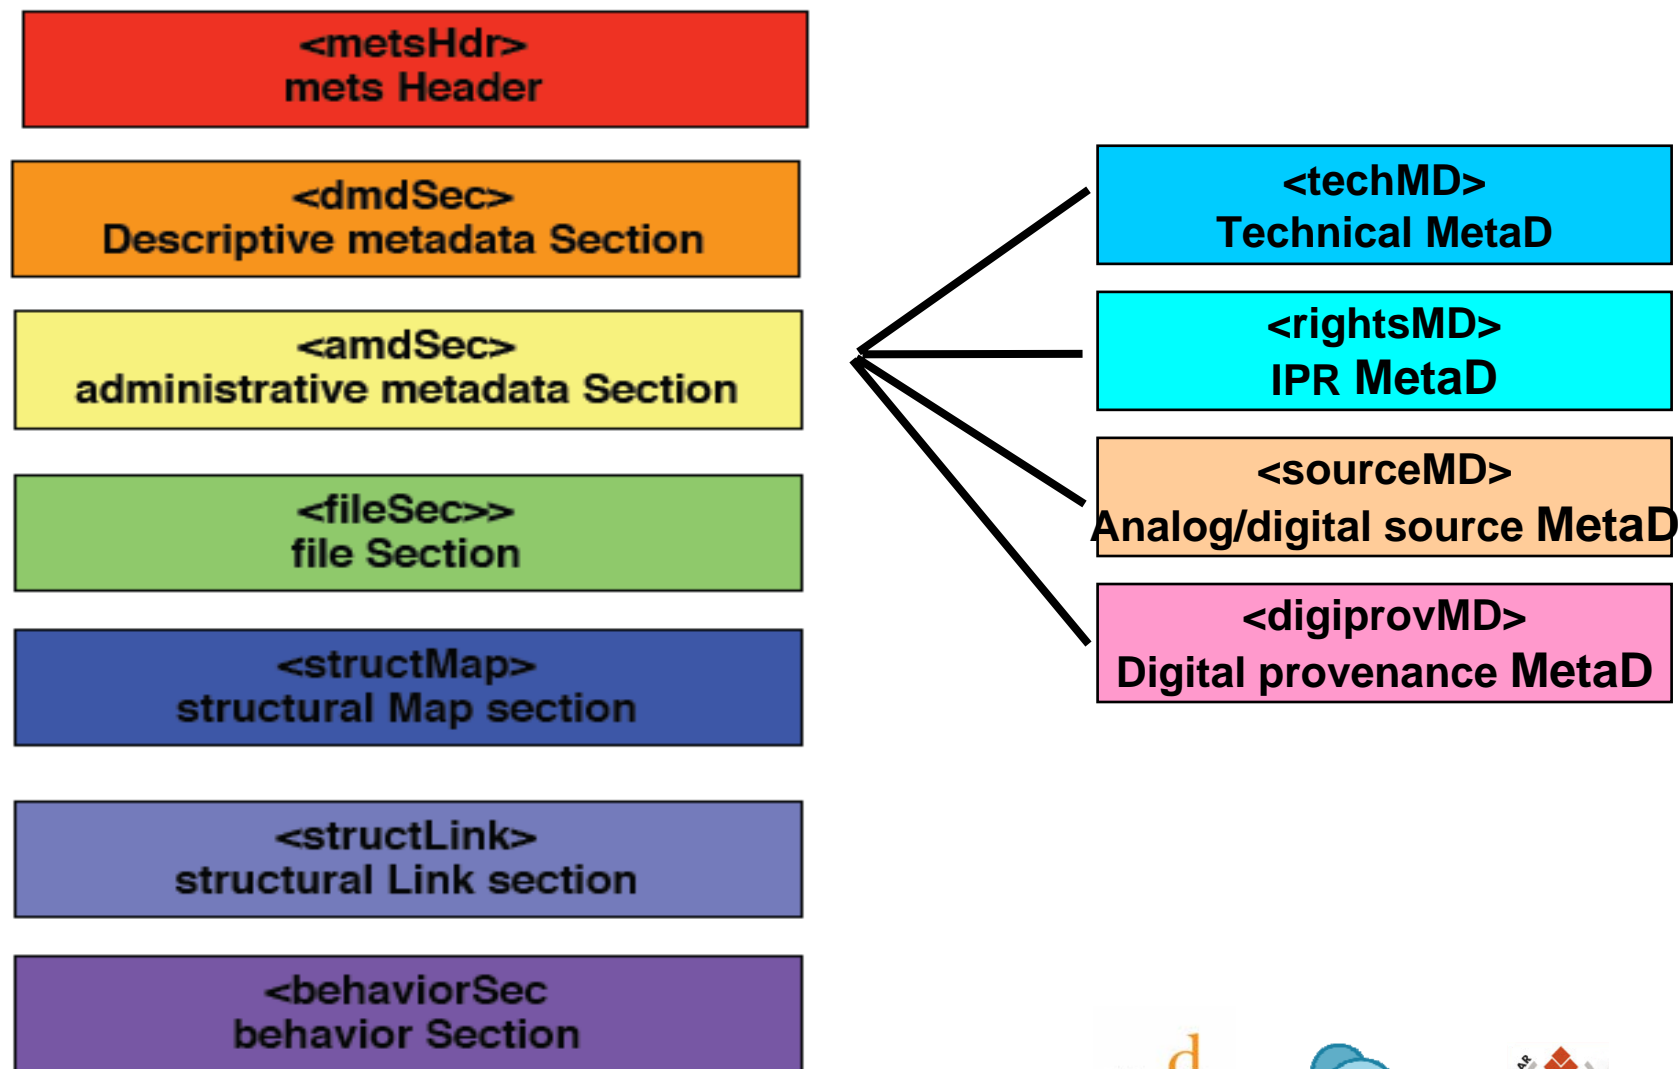 <metsHdr>
mets Header
<dmdSec>
Descriptive metadata Section
<amdSec>
administrative metadata Section
<fileSec>>
file Section
<structMap>
structural Map section
<structLink>
structural Link section
<behaviorSec
behavior Section
<techMD>
Technical MetaD
<rightsMD>
IPR MetaD
<sourceMD>
Analog/digital source MetaD
<digiprovMD>
Digital provenance MetaD
d
AR